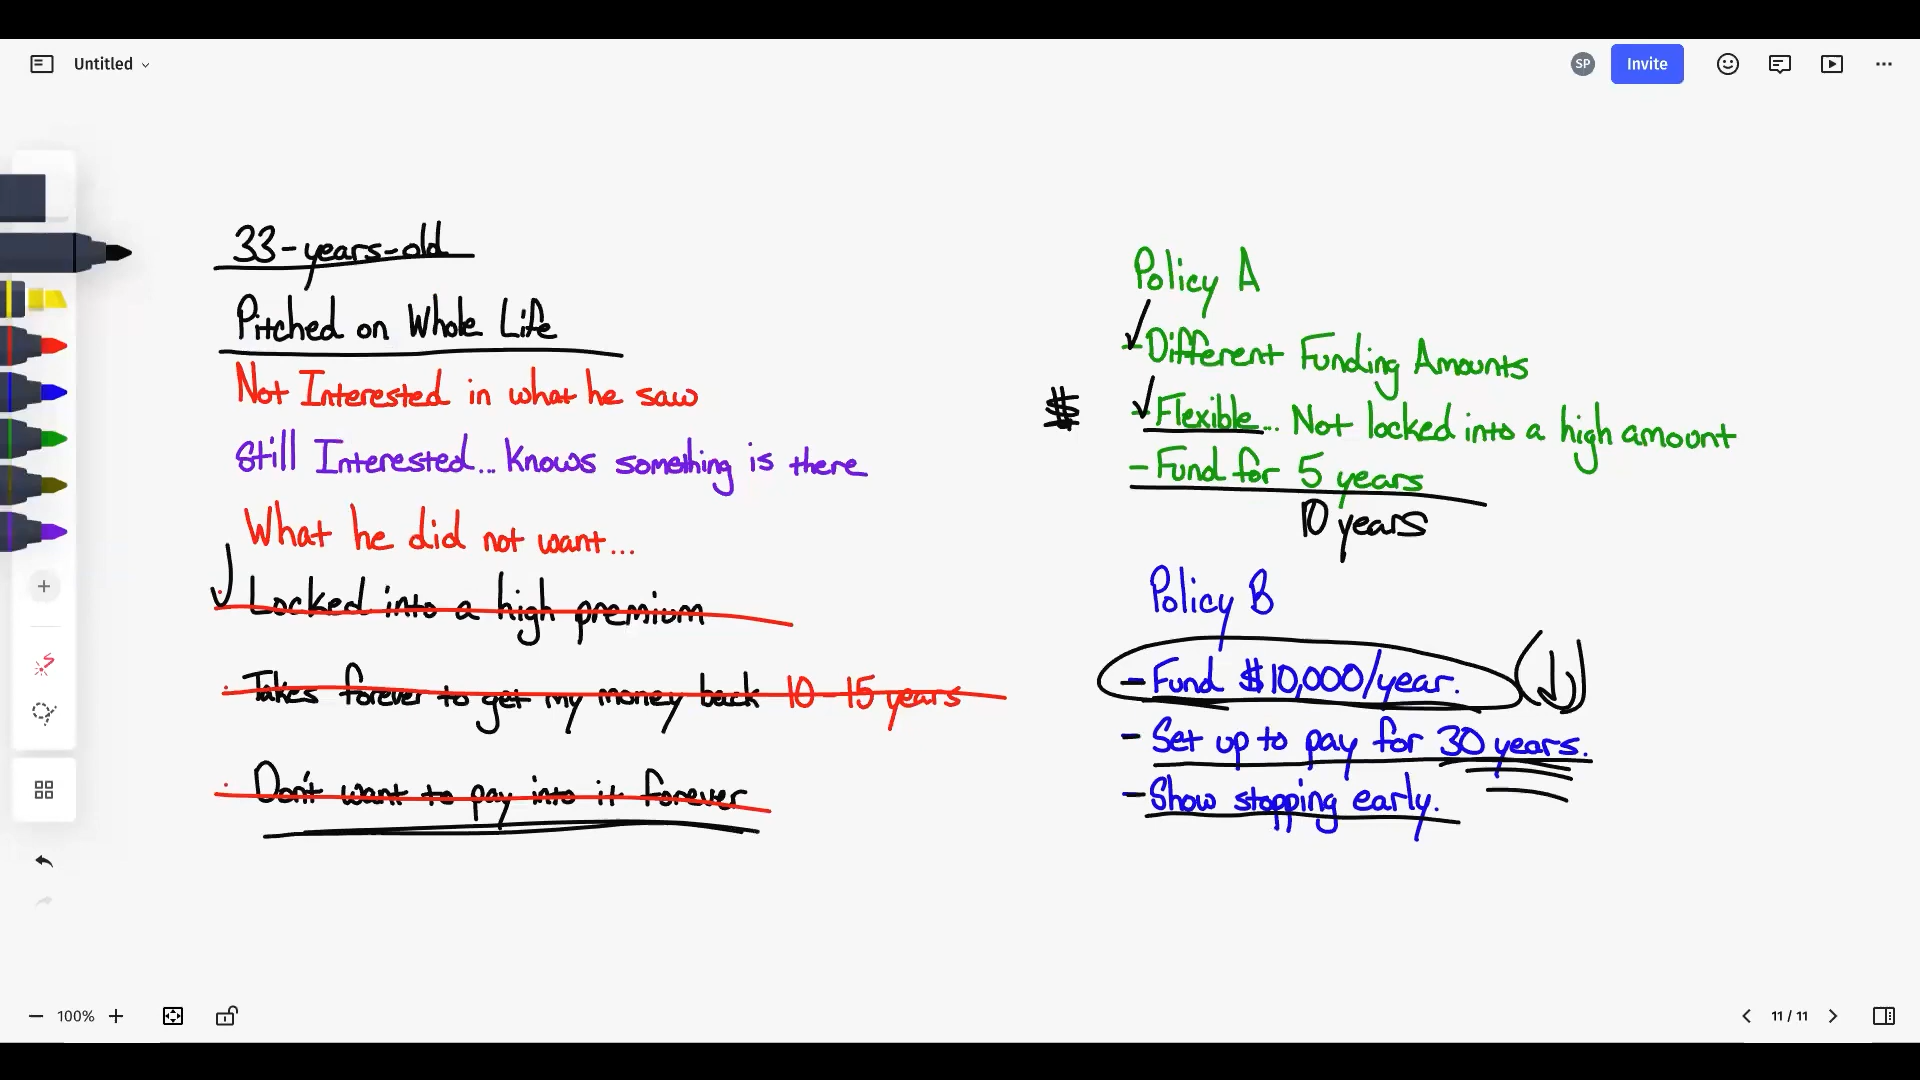 Untitled
SP
Invite
33-years-old
Pitched on Whole Life
Not Interested in what he saw
Still Interested... Knows something is there
What he did not want...
Locked into a high premium
Takes forever to get my money back 10-15 years
Don't want to pay into it forever
Policy A
- Different Funding Amounts
$
- Flexible... Not locked into a high amount
- Fund for 5 years
10 years
Policy B
- Fund $10,000/year.
- Set up to pay for 30 years.
- Show stopping early.
100%
11 / 11